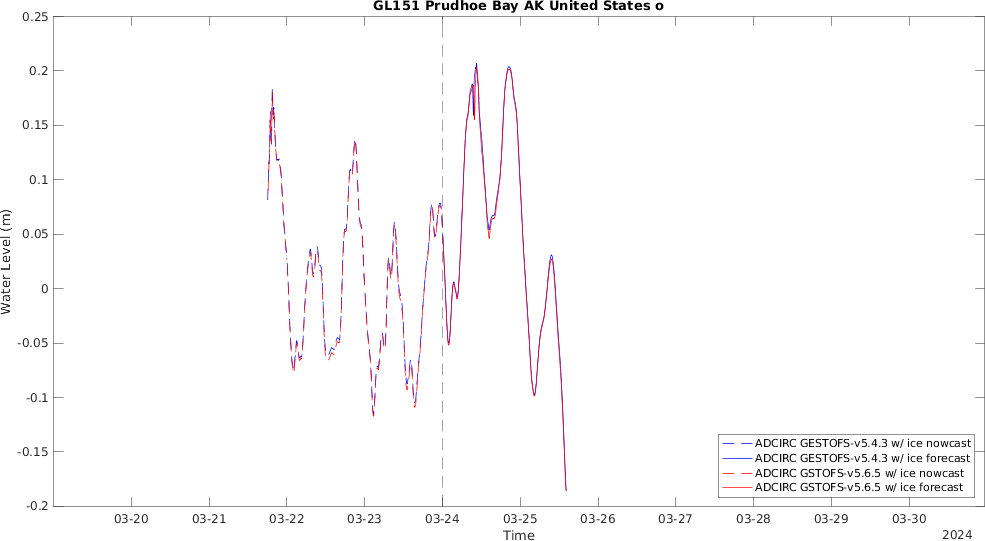 GL151 Prudhoe Bay AK United States o
0.25
0.2
0.15
0.1
0.05
0
-0.05
-0.1
-0.15
-0.2
Water Level (m)
ADCIRC GESTOFS-v5.4.3 w/ ice nowcast
ADCIRC GESTOFS-v5.4.3 w/ ice forecast
ADCIRC GSTOFS-v5.6.5 w/ ice nowcast
ADCIRC GSTOFS-v5.6.5 w/ ice forecast
03-20 03-21 03-22 03-23 03-24 03-25 03-26 03-27 03-28 03-29 03-30
Time
2024